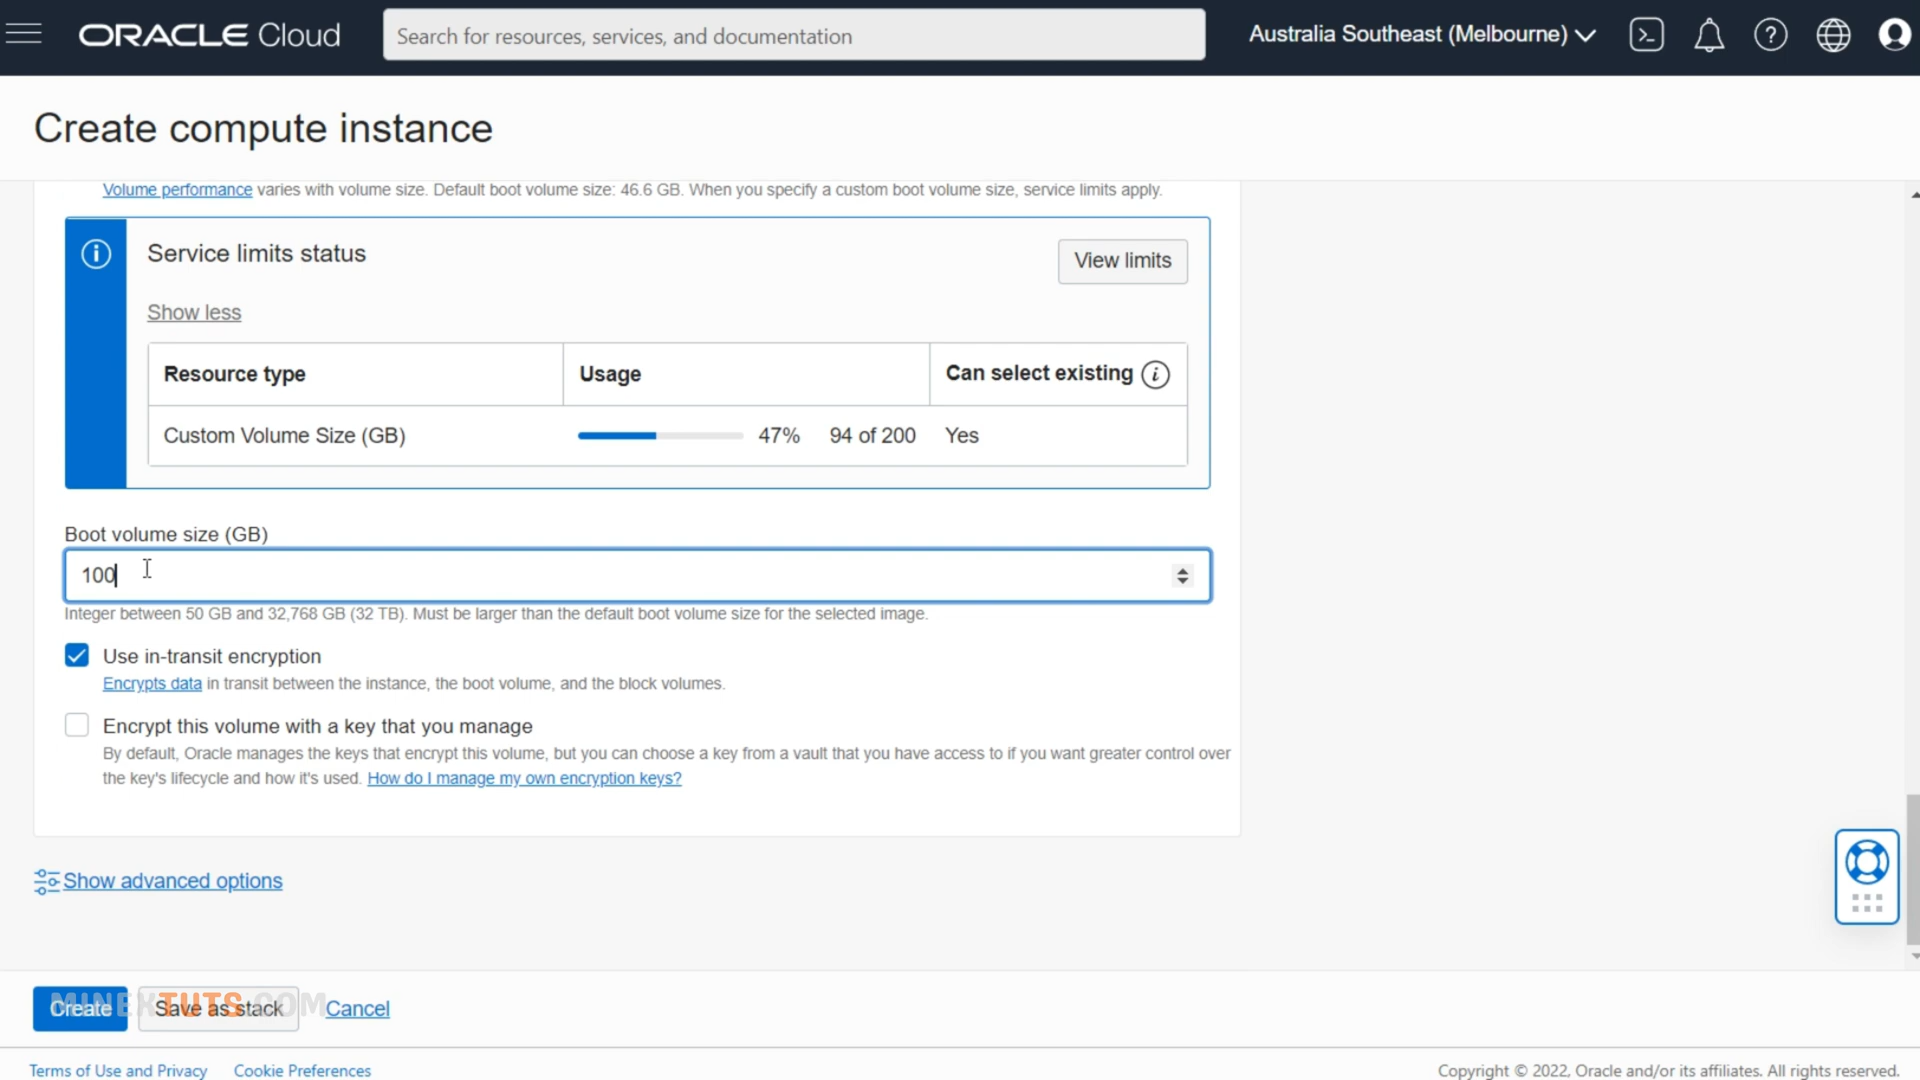 ORACLE Cloud
Search for resources, services, and documentation
Australia Southeast (Melbourne)
Create compute instance
Volume performance varies with volume size. Default boot volume size: 46.6 GB. When you specify a custom boot volume size, service limits apply.
Service limits status
View limits
Show less
Resource type Usage Can select existing
Custom Volume Size (GB) 47% 94 of 200 Yes
Boot volume size (GB)
100
Integer between 50 GB and 32,768 GB (32 TB). Must be larger than the default boot volume size for the selected image.
Use in-transit encryption
Encrypts data in transit between the instance, the boot volume, and the block volumes.
Encrypt this volume with a key that you manage
By default, Oracle manages the keys that encrypt this volume, but you can choose a key from a vault that you have access to if you want greater control over
the key's lifecycle and how it's used. How do I manage my own encryption keys?
Show advanced options
Create Save as stack Cancel
MINEXTUTS.COM
Terms of Use and Privacy Cookie Preferences
Copyright © 2022, Oracle and/or its affiliates. All rights reserved.